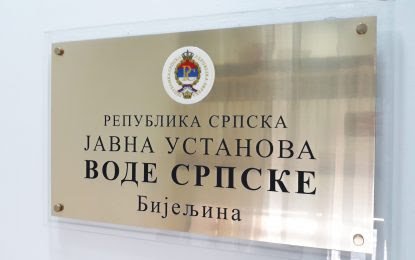 РЕПУБЛИКА СРПСКА
ЈАВНА УСТАНОВА
ВОДЕ СРПСКЕ
Бијељина